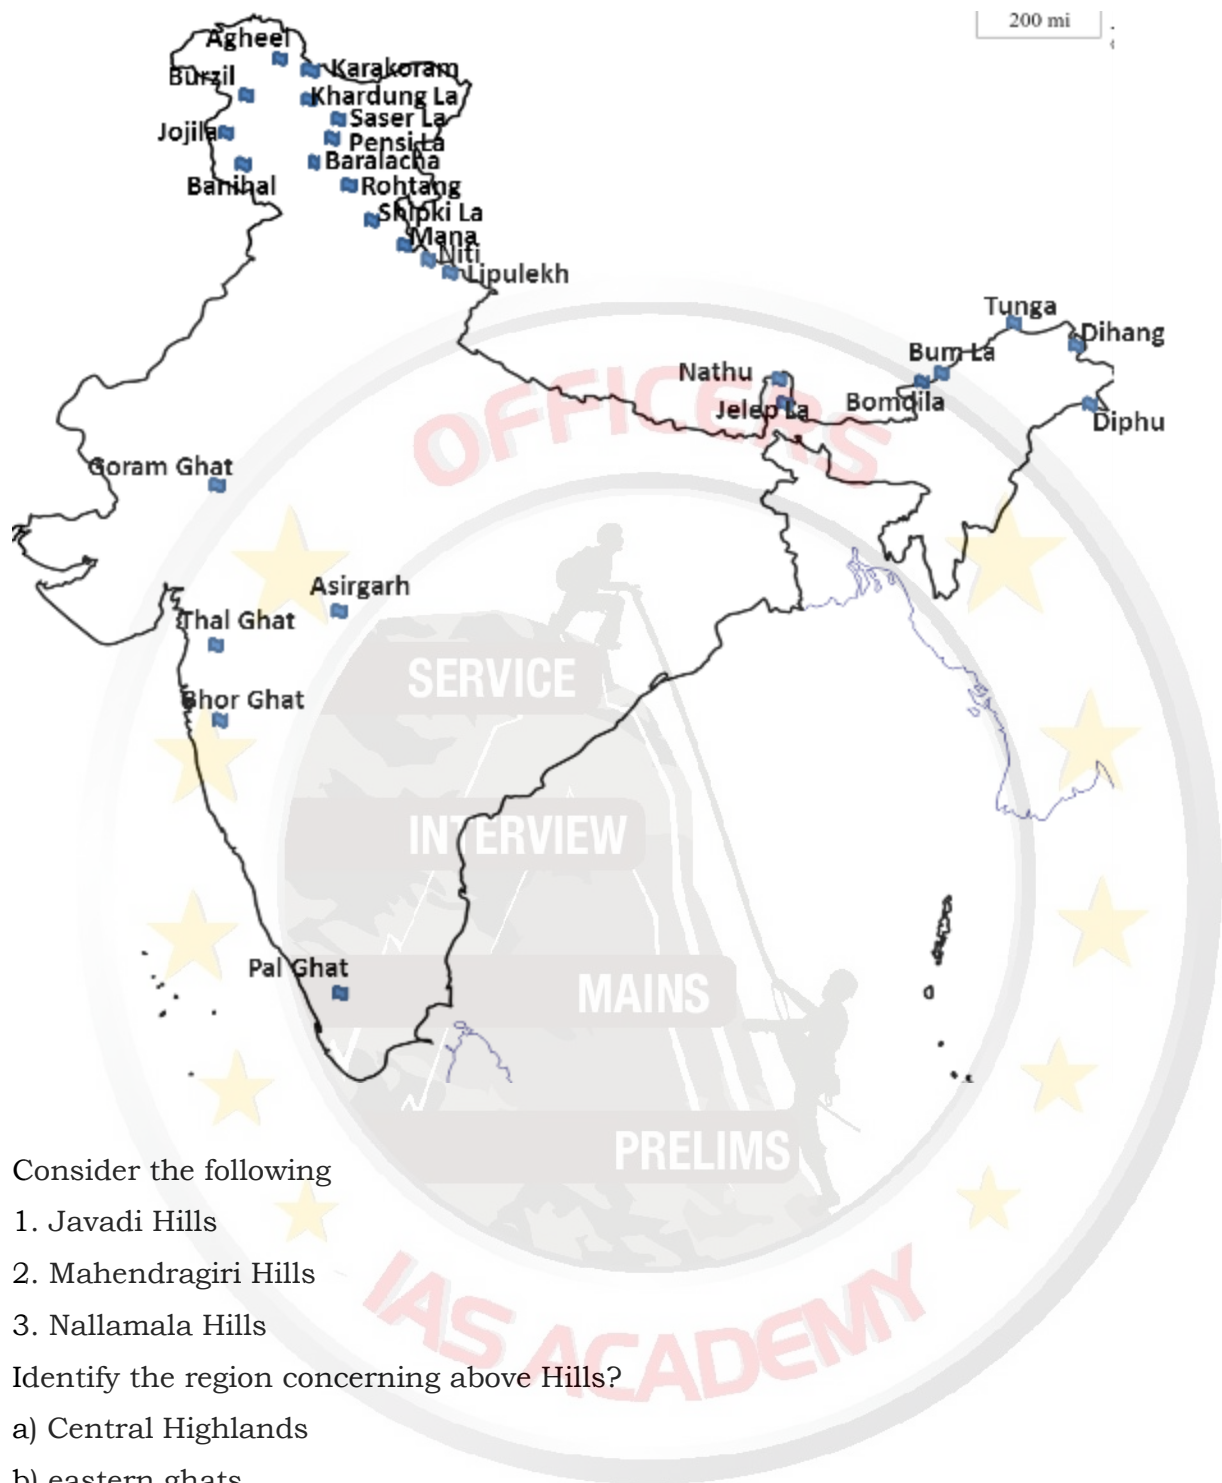 200 mi
Agheel
Karakoram
Burzil
Khardung La
Saser La
Jojila
Pensi La
Baralacha
Banihal
Rohtang
Shipki La
Mana
Niti
Lipulekh
Tunga
Dihang
Bum La
Nathu
Jelep La
Bomdila
Diphu
Goram Ghat
Asirgarh
Thal Ghat
Bhor Ghat
Pal Ghat
OFFICERS
SERVICE
INTERVIEW
MAINS
PRELIMS
IAS ACADEMY
Consider the following
1. Javadi Hills
2. Mahendragiri Hills
3. Nallamala Hills
Identify the region concerning above Hills?
a) Central Highlands
b) eastern ghats